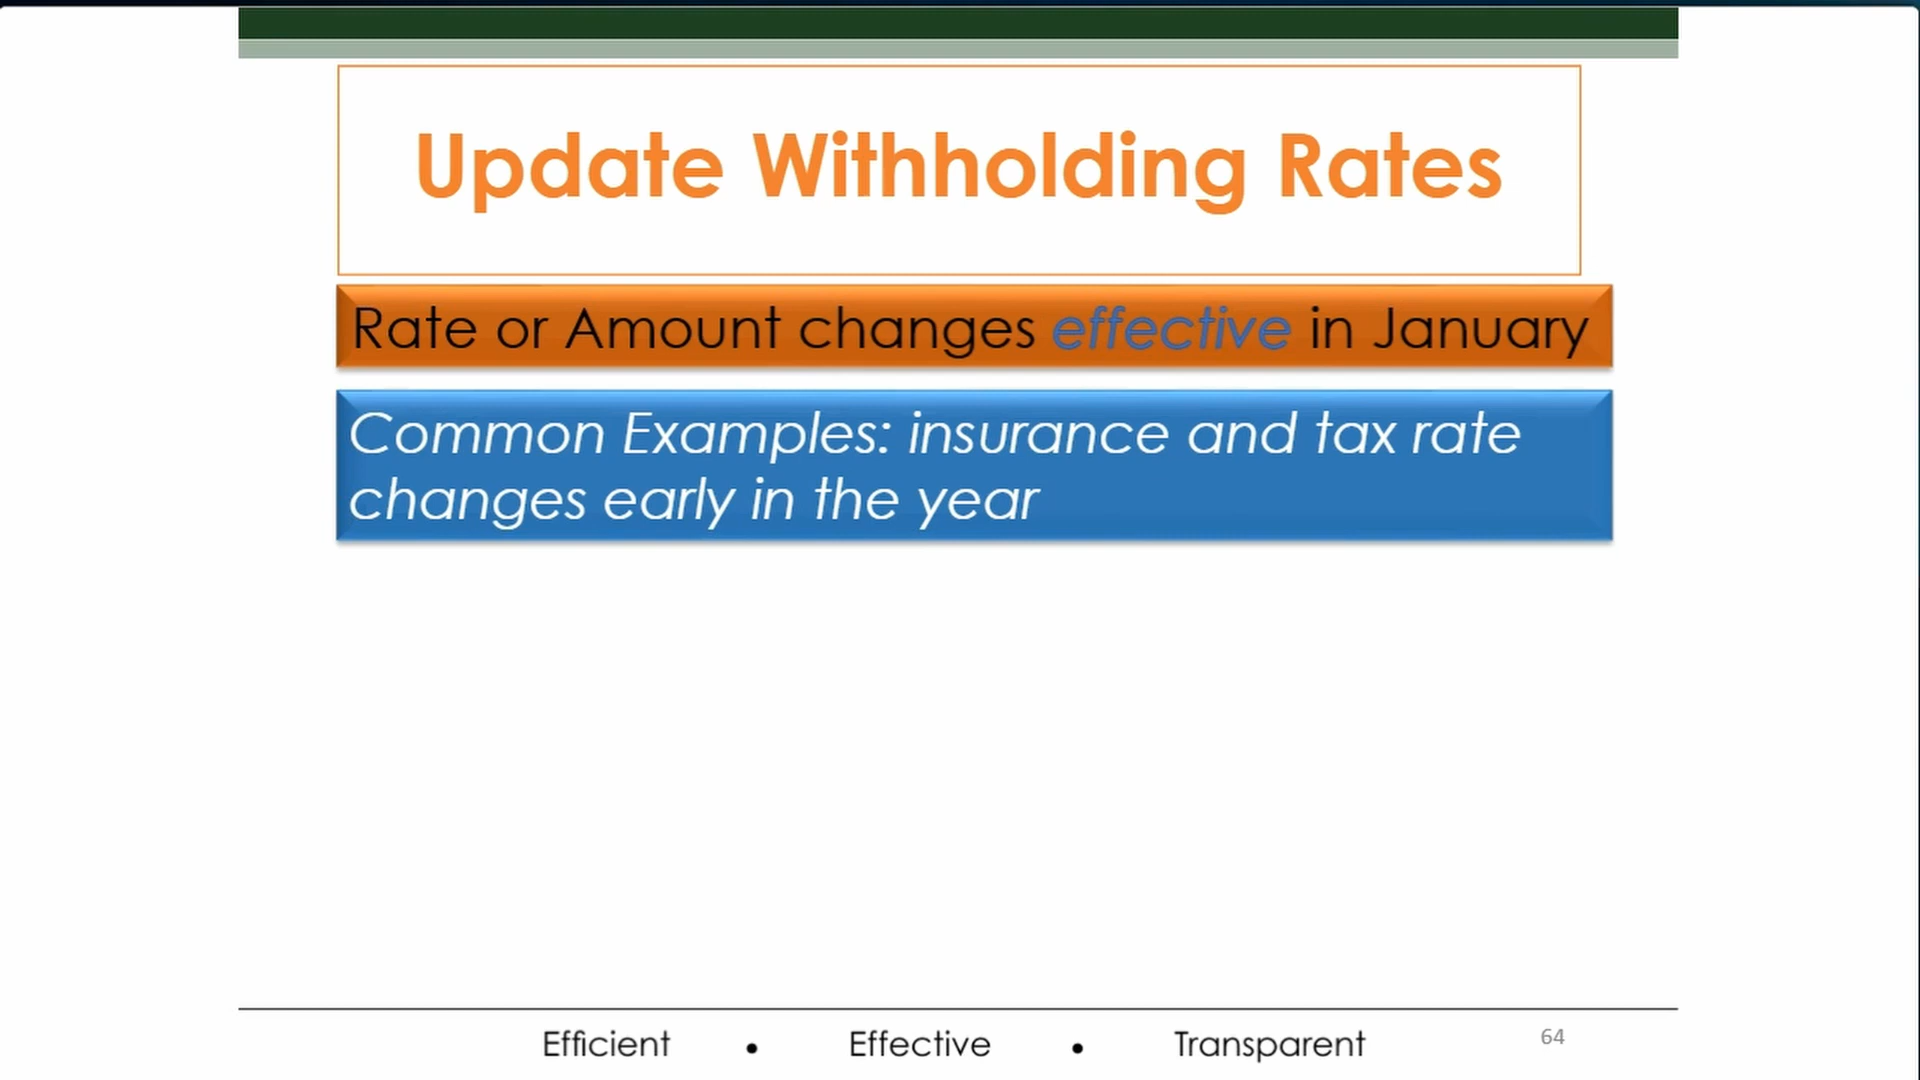 Update Withholding Rates
Rate or Amount changes effective in January
Common Examples: insurance and tax rate
changes early in the year
Efficient • Effective • Transparent 64